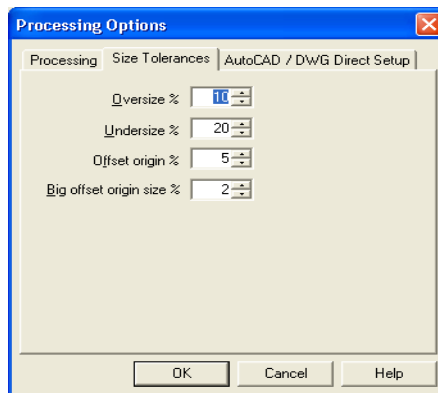 Processing Options
Processing Size Tolerances AutoCAD / DWG Direct Setup
Oversize % 10
Undersize % 20
Offset origin % 5
Big offset origin size % 2
OK Cancel Help